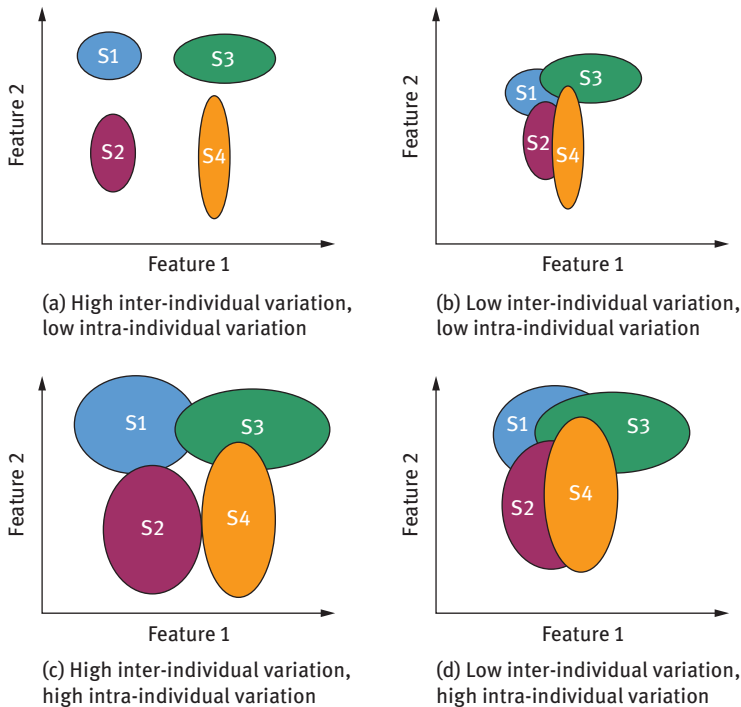 Feature 2
S1
S3
S2
S4
Feature 1
(a) High inter-individual variation,
low intra-individual variation
Feature 2
S3
S1
S2
S4
Feature 1
(b) Low inter-individual variation,
low intra-individual variation
Feature 2
S1
S3
S2
S4
Feature 1
(c) High inter-individual variation,
high intra-individual variation
Feature 2
S1
S3
S4
S2
Feature 1
(d) Low inter-individual variation,
high intra-individual variation